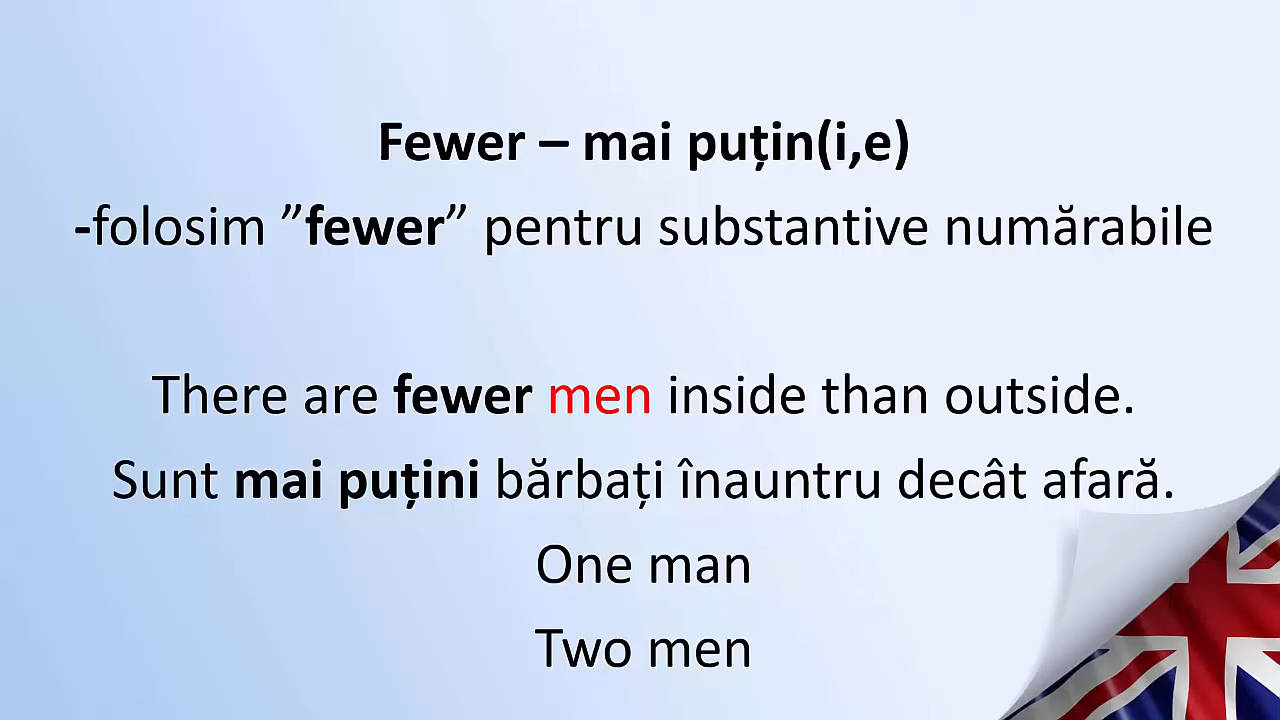 Fewer – mai puțin(i,e)
-folosim ”fewer” pentru substantive numărabile
There are fewer men inside than outside.
Sunt mai puțini bărbați înauntru decât afară.
One man
Two men